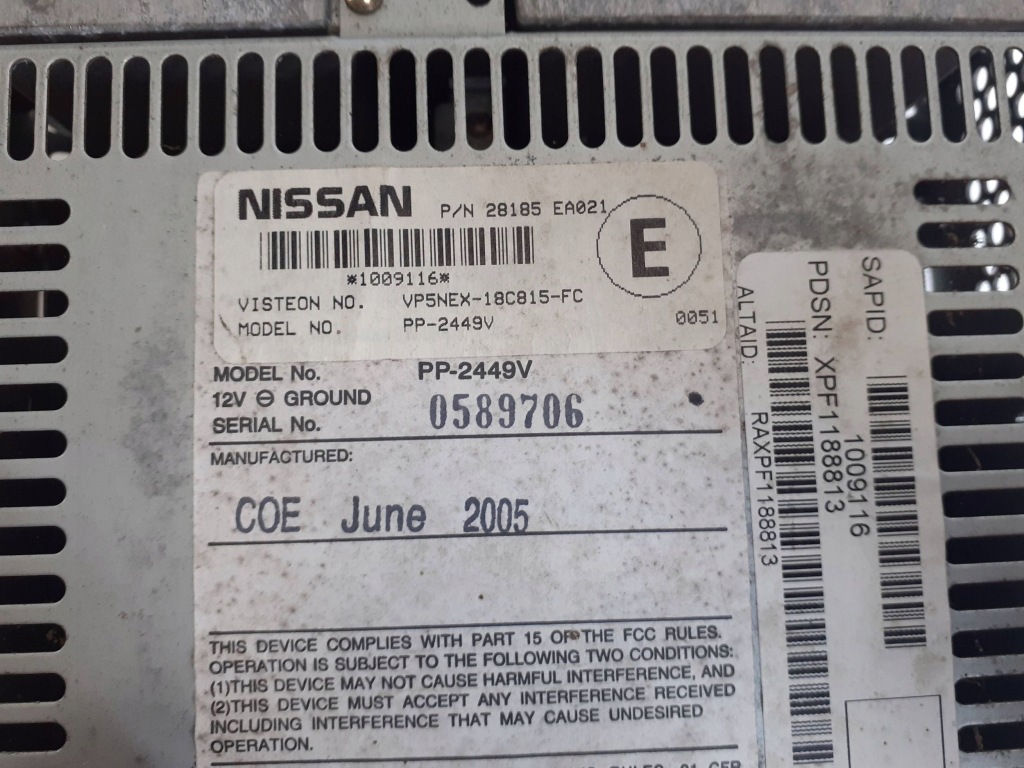 NISSAN P/N 28185 EA021
E
*1009116*
VISTEON NO. VP5NEX-18C815-FC
MODEL NO. PP-2449V 0051
MODEL No. PP-2449V
12V ⊖ GROUND
SERIAL No. 0589706
MANUFACTURED:
COE June 2005
THIS DEVICE COMPLIES WITH PART 15 OF THE FCC RULES.
OPERATION IS SUBJECT TO THE FOLLOWING TWO CONDITIONS:
(1)THIS DEVICE MAY NOT CAUSE HARMFUL INTERFERENCE, AND
(2)THIS DEVICE MUST ACCEPT ANY INTERFERENCE RECEIVED
INCLUDING INTERFERENCE THAT MAY CAUSE UNDESIRED
OPERATION.
SAPID:
1009116
PDSN: XPF1188813
ALTAID:
RAXPF1188813